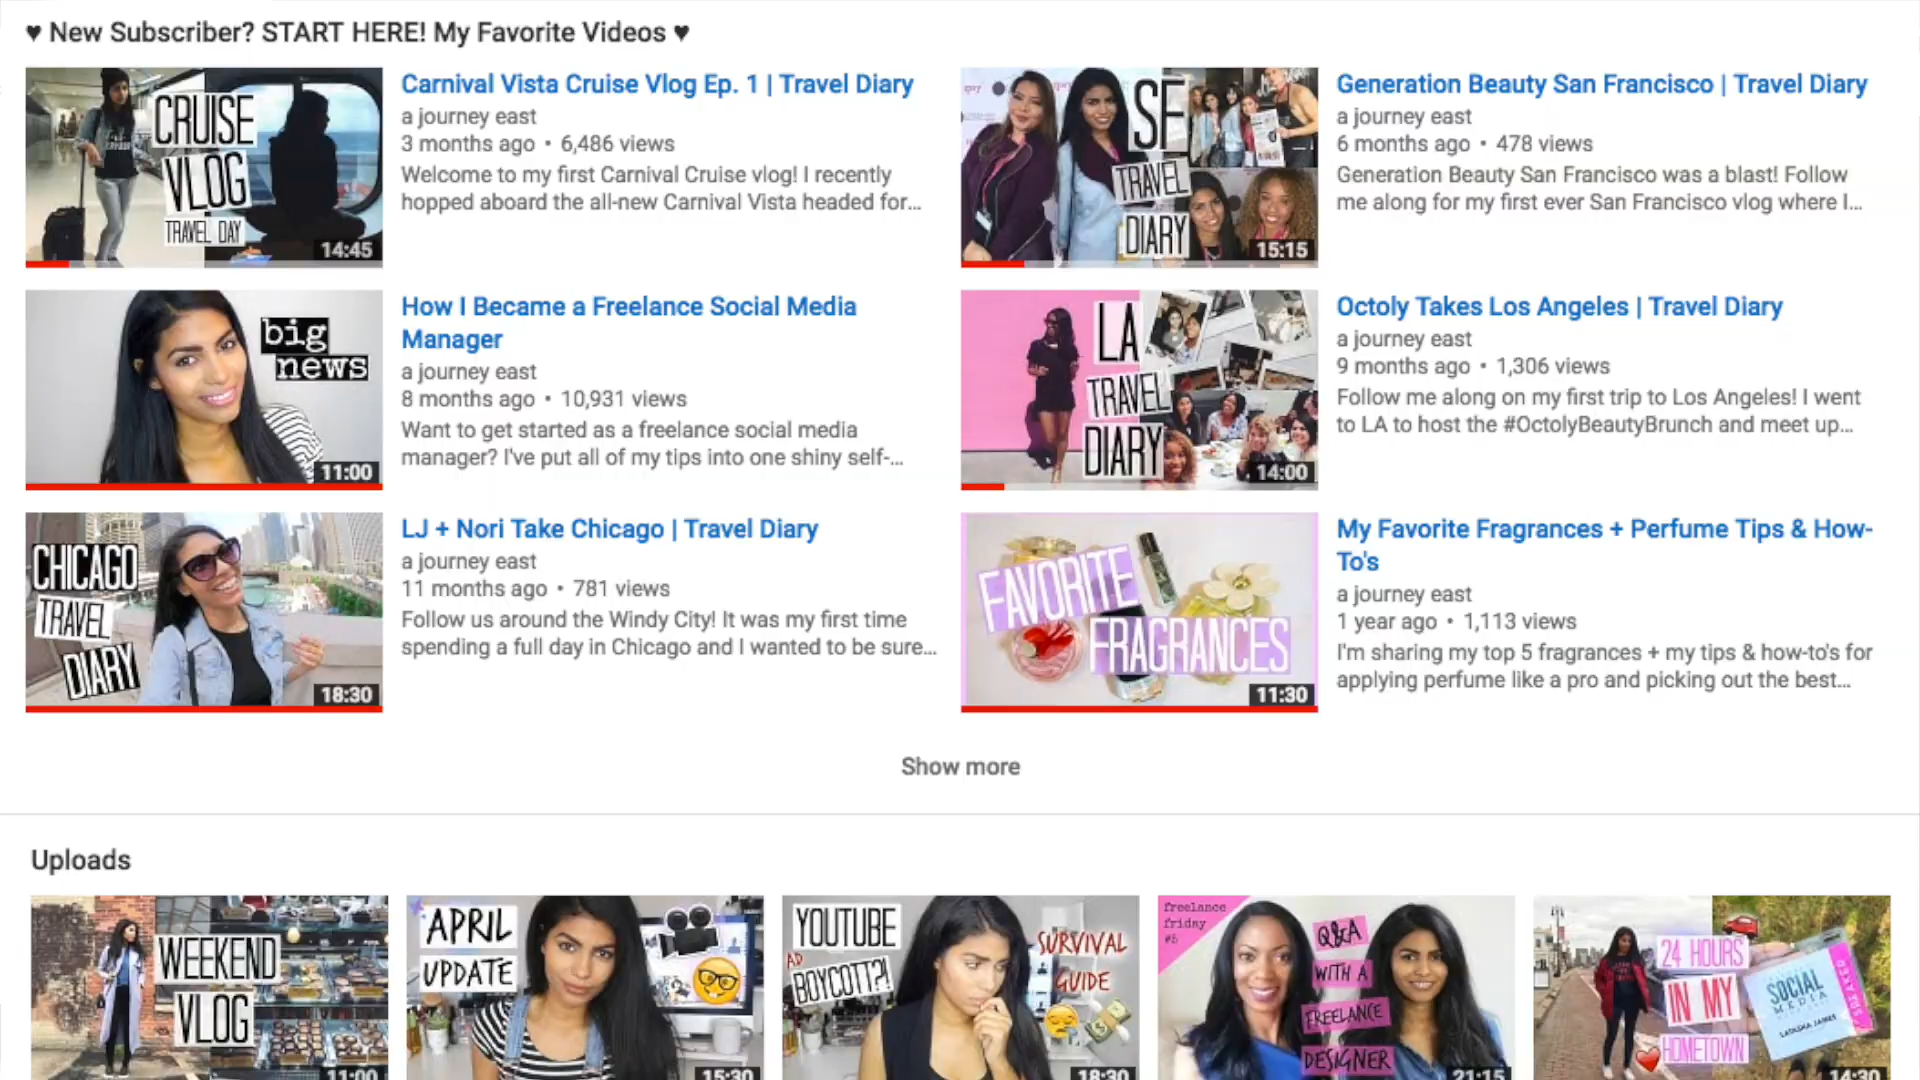 ♥ New Subscriber? START HERE! My Favorite Videos ♥
CRUISE
VLOG
TRAVEL DAY
14:45
Carnival Vista Cruise Vlog Ep. 1 | Travel Diary
a journey east
3 months ago • 6,486 views
Welcome to my first Carnival Cruise vlog! I recently
hopped aboard the all-new Carnival Vista headed for...
SF
TRAVEL
DIARY
15:15
Generation Beauty San Francisco | Travel Diary
a journey east
6 months ago • 478 views
Generation Beauty San Francisco was a blast! Follow
me along for my first ever San Francisco vlog where I...
big
news
11:00
How I Became a Freelance Social Media
Manager
a journey east
8 months ago • 10,931 views
Want to get started as a freelance social media
manager? I've put all of my tips into one shiny self-...
LA
TRAVEL
DIARY
14:00
Octoly Takes Los Angeles | Travel Diary
a journey east
9 months ago • 1,306 views
Follow me along on my first trip to Los Angeles! I went
to LA to host the #OctolyBeautyBrunch and meet up...
CHICAGO
TRAVEL
DIARY
18:30
LJ + Nori Take Chicago | Travel Diary
a journey east
11 months ago • 781 views
Follow us around the Windy City! It was my first time
spending a full day in Chicago and I wanted to be sure...
FAVORITE
FRAGRANCES
11:30
My Favorite Fragrances + Perfume Tips & How-
To's
a journey east
1 year ago • 1,113 views
I'm sharing my top 5 fragrances + my tips & how-to's for
applying perfume like a pro and picking out the best...
Show more
Uploads
WEEKEND
VLOG
11:00
APRIL
UPDATE
15:30
YOUTUBE
AD
BOYCOTT?!
SURVIVAL
GUIDE
18:30
freelance
friday
#5
Q&A
WITH A
FREELANCE
DESIGNER
21:15
24 HOURS
IN MY
HOMETOWN
SOCIAL
MEDIA
LATASHA JAMES
14:30